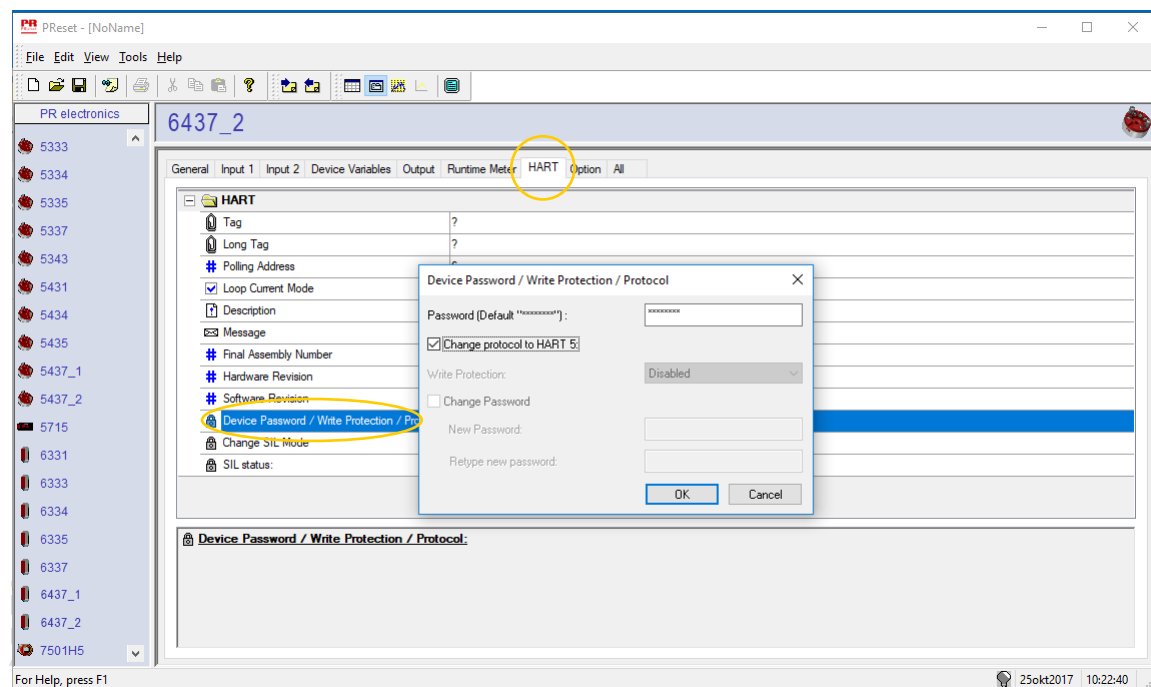 PR PReset - [NoName]
File Edit View Tools Help
PR electronics
5333
5334
5335
5337
5343
5431
5434
5435
5437_1
5437_2
5715
6331
6333
6334
6335
6337
6437_1
6437_2
7501H5
6437_2
General Input 1 Input 2 Device Variables Output Runtime Meter HART Option All
HART
Tag ?
Long Tag ?
Polling Address
Loop Current Mode
Description
Message
Final Assembly Number
Hardware Revision
Software Revision
Device Password / Write Protection / Pro
Change SIL Mode
SIL status:
Device Password / Write Protection / Protocol
Password (Default "********") : ********
Change protocol to HART 5:
Write Protection: Disabled
Change Password
New Password:
Retype new password:
OK Cancel
Device Password / Write Protection / Protocol:
For Help, press F1 25okt2017 10:22:40